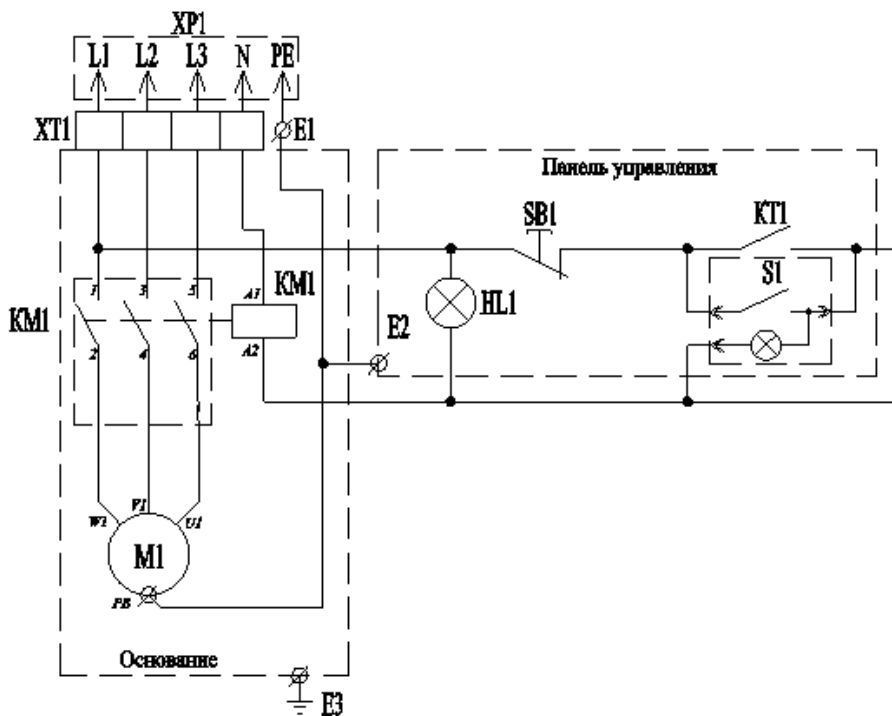 XP1
L1 L2 L3 N PE
XT1
E1
Панель управления
SB1
KT1
S1
1 3 5 A1
KM1
KM1
HL1
E2
2 4 6 A2
W1 V1 U1
M1
PE
Основание
E3